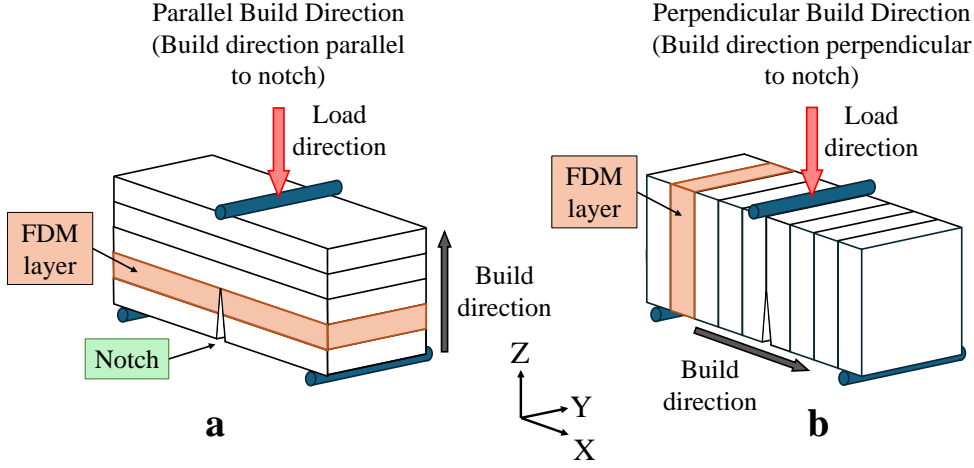 Parallel Build Direction
(Build direction parallel
to notch)
Load
direction
FDM
layer
Build
direction
Notch
a
Perpendicular Build Direction
(Build direction perpendicular
to notch)
Load
direction
FDM
layer
Build
direction
b
Z
Y
X